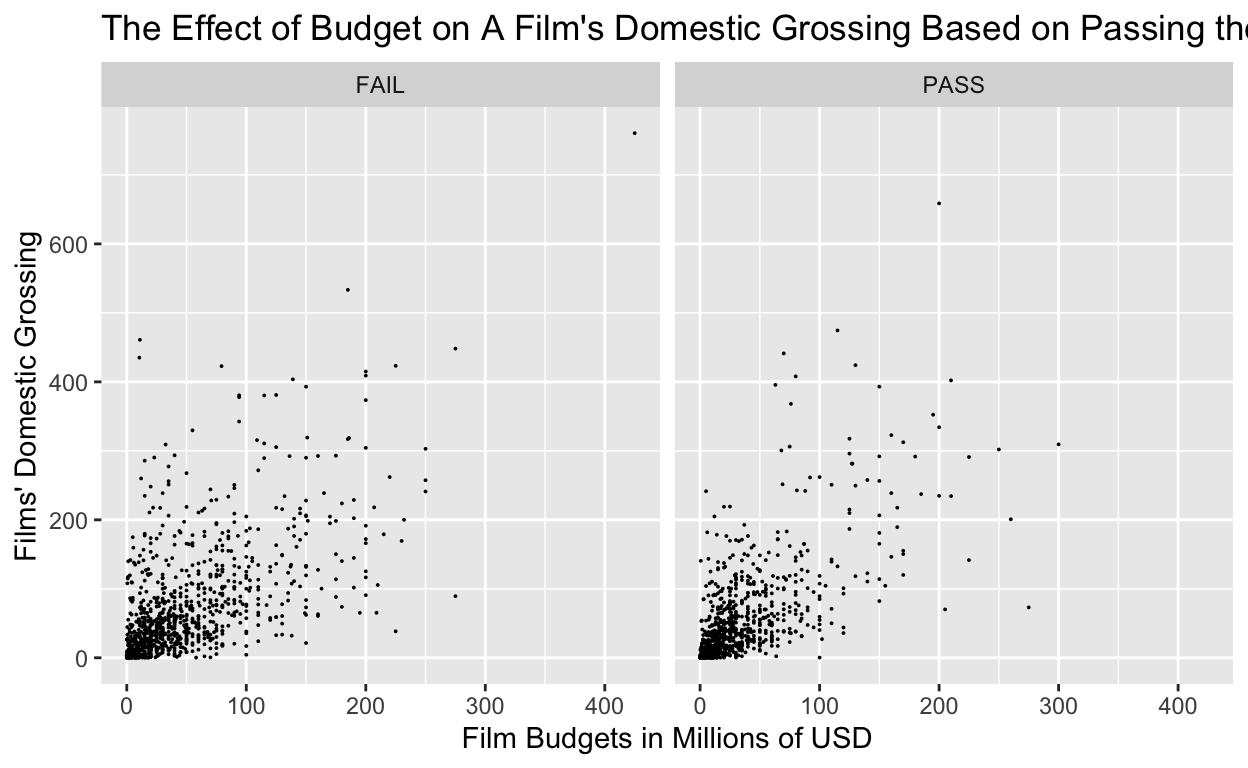 The Effect of Budget on A Film's Domestic Grossing Based on Passing the
FAIL
PASS
Films' Domestic Grossing
600
400
200
0
0 100 200 300 400
0 100 200 300 400
Film Budgets in Millions of USD